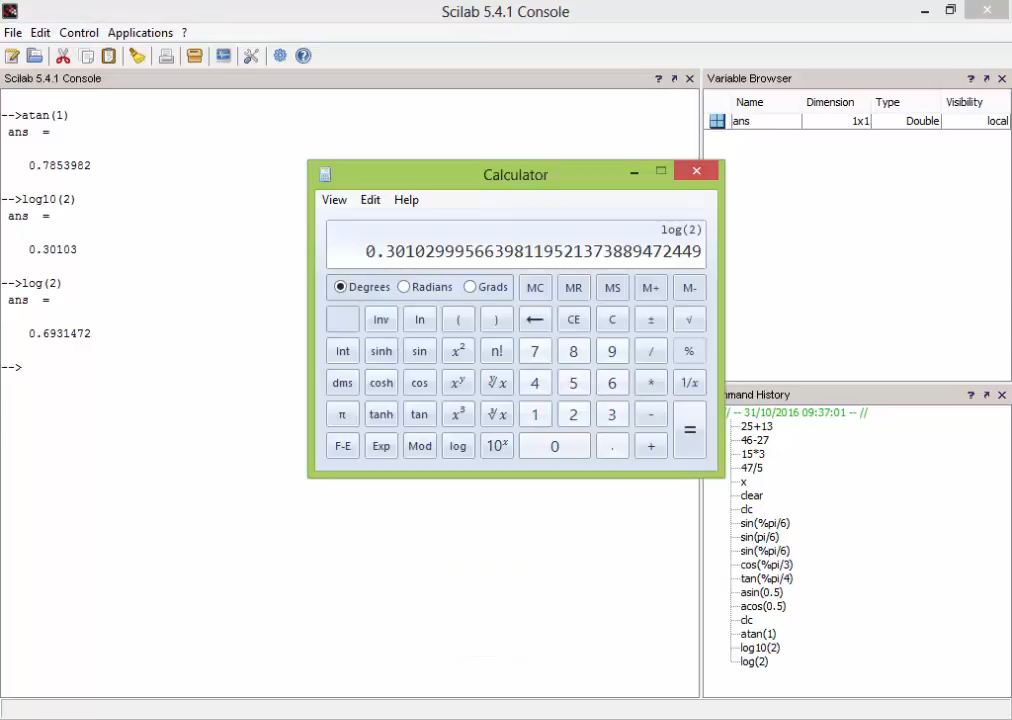 Scilab 5.4.1 Console
File Edit Control Applications ?
Scilab 5.4.1 Console ?
-->atan(1)
ans =
0.7853982
-->log10(2)
ans =
0.30103
-->log(2)
ans =
0.6931472
-->
Calculator
View Edit Help
log(2)
0.30102999566398119521373889472449
Degrees Radians Grads MC MR MS M+ M-
Inv ln ( ) ← CE C ± √
Int sinh sin x² n! 7 8 9 / %
dms cosh cos xʸ ʸ√x 4 5 6 * 1/x
π tanh tan x³ ³√x 1 2 3 - =
F-E Exp Mod log 10ˣ 0 . +
Variable Browser ?
Name Dimension Type Visibility
ans 1x1 Double local
mmand History ?
/ -- 31/10/2016 09:37:01 -- //
25+13
46-27
15*3
47/5
x
clear
clc
sin(%pi/6)
sin(pi/6)
sin(%pi/6)
cos(%pi/3)
tan(%pi/4)
asin(0.5)
acos(0.5)
clc
atan(1)
log10(2)
log(2)